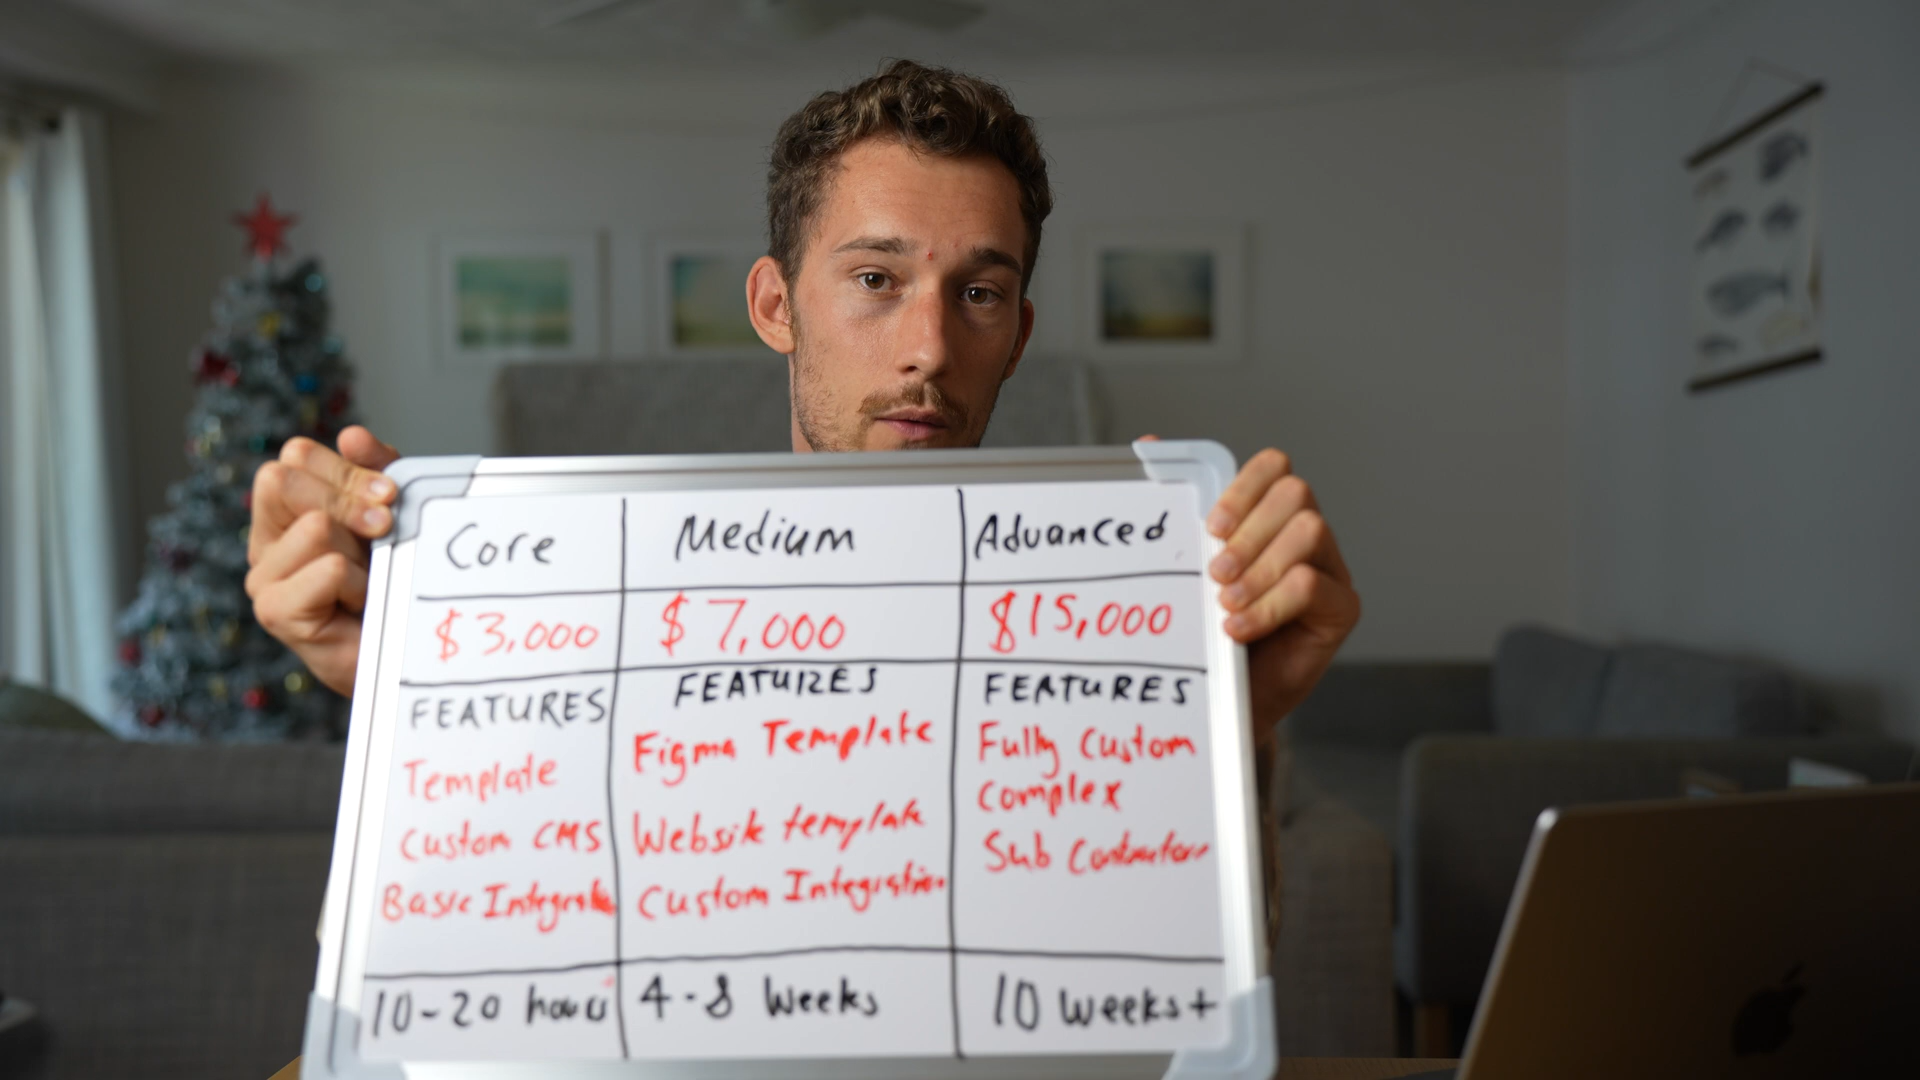 Core
Medium
Advanced
$3,000
$7,000
$15,000
FEATURES
Template
Custom CMS
Basic Integration
FEATURES
Figma Template
Website template
Custom Integration
FEATURES
Fully Custom
Complex
Sub Contractors
10-20 hours
4-8 Weeks
10 Weeks+